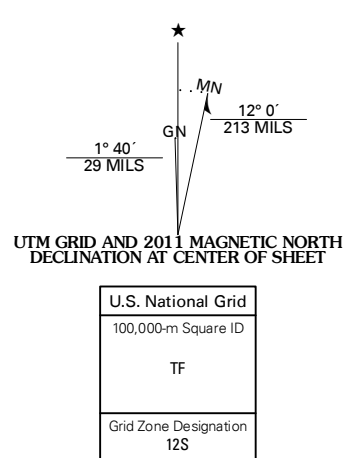 ★
MN
12° 0´
213 MILS
GN
1° 40´
29 MILS
UTM GRID AND 2011 MAGNETIC NORTH
DECLINATION AT CENTER OF SHEET
U.S. National Grid
100,000-m Square ID
TF
Grid Zone Designation
12S